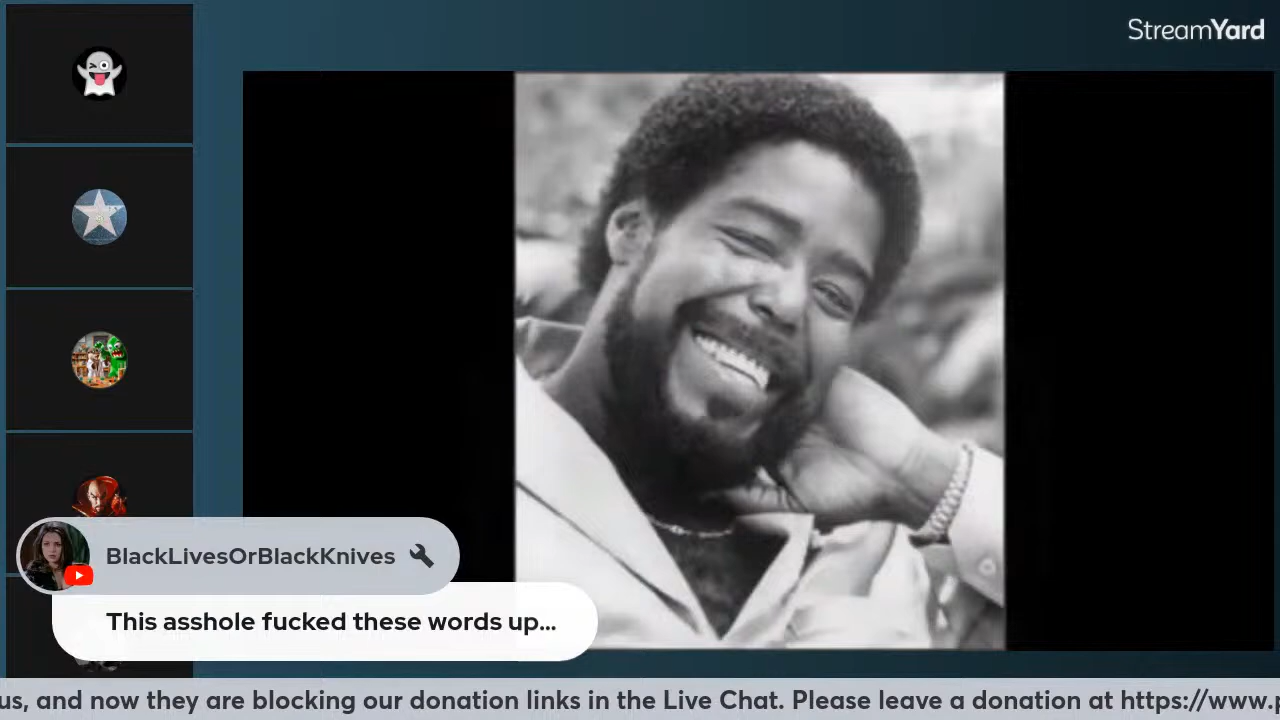 StreamYard
BlackLivesOrBlackKnives
This asshole fucked these words up...
us, and now they are blocking our donation links in the Live Chat. Please leave a donation at https://www.p